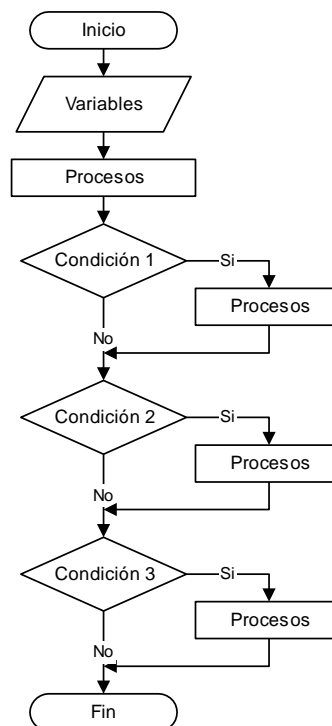 Inicio
Variables
Procesos
Condición 1
Si
Procesos
No
Condición 2
Si
Procesos
No
Condición 3
Si
Procesos
No
Fin